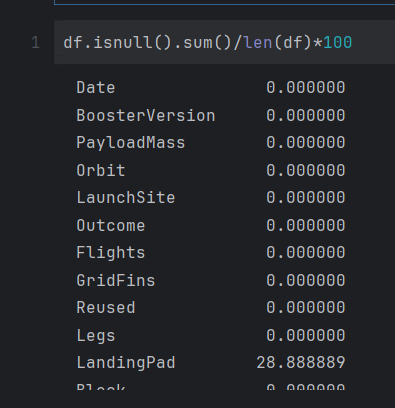 1 df.isnull().sum()/len(df)*100
Date 0.000000
BoosterVersion 0.000000
PayloadMass 0.000000
Orbit 0.000000
LaunchSite 0.000000
Outcome 0.000000
Flights 0.000000
GridFins 0.000000
Reused 0.000000
Legs 0.000000
LandingPad 28.888889
Block 0.000000